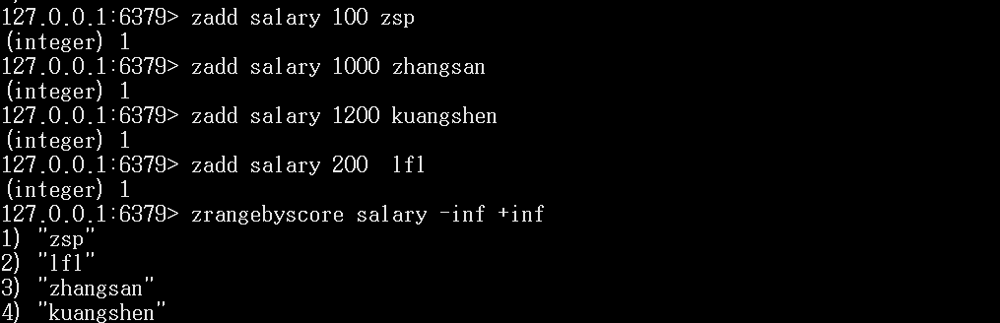 127.0.0.1:6379> zadd salary 100 zsp
(integer) 1
127.0.0.1:6379> zadd salary 1000 zhangsan
(integer) 1
127.0.0.1:6379> zadd salary 1200 kuangshen
(integer) 1
127.0.0.1:6379> zadd salary 200  lfl
(integer) 1
127.0.0.1:6379> zrangebyscore salary -inf +inf
1) "zsp"
2) "lfl"
3) "zhangsan"
4) "kuangshen"